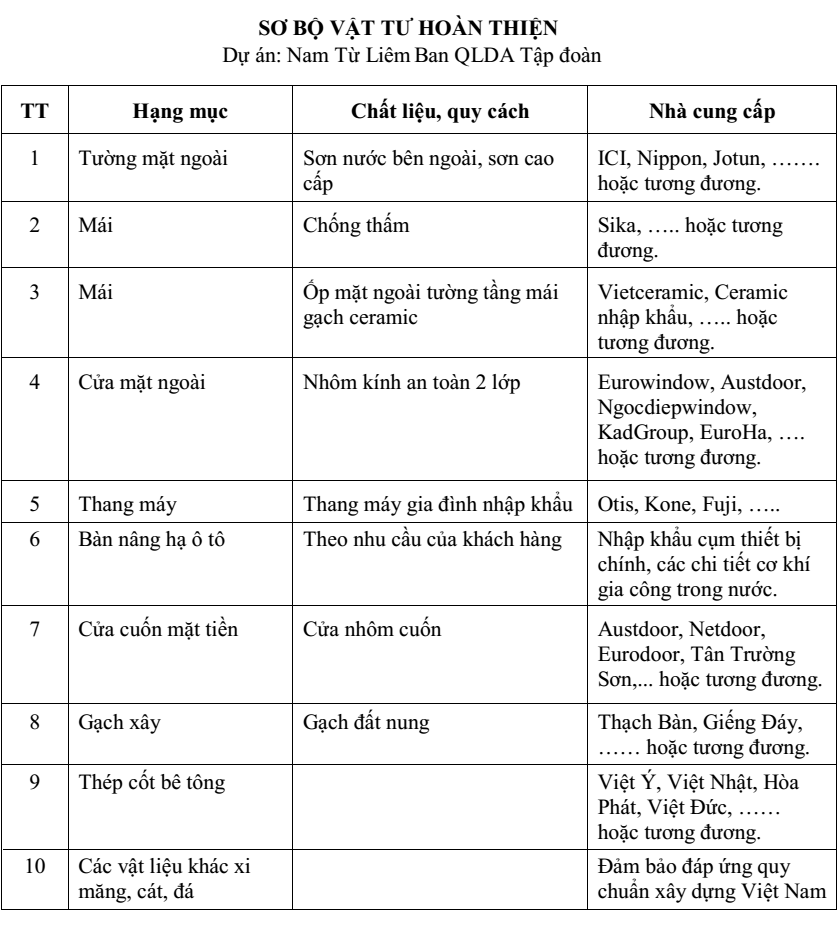 SƠ BỘ VẬT TƯ HOÀN THIỆN
Dự án: Nam Từ Liêm Ban QLDA Tập đoàn
TT Hạng mục Chất liệu, quy cách Nhà cung cấp
1 Tường mặt ngoài Sơn nước bên ngoài, sơn cao ICI, Nippon, Jotun, …….
cấp hoặc tương đương.
2 Mái Chống thấm Sika, ….. hoặc tương
đương.
3 Mái Ốp mặt ngoài tường tầng mái Vietceramic, Ceramic
gạch ceramic nhập khẩu, ….. hoặc
tương đương.
4 Cửa mặt ngoài Nhôm kính an toàn 2 lớp Eurowindow, Austdoor,
Ngocdiepwindow,
KadGroup, EuroHa, ….
hoặc tương đương.
5 Thang máy Thang máy gia đình nhập khẩu Otis, Kone, Fuji, …..
6 Bàn nâng hạ ô tô Theo nhu cầu của khách hàng Nhập khẩu cụm thiết bị
chính, các chi tiết cơ khí
gia công trong nước.
7 Cửa cuốn mặt tiền Cửa nhôm cuốn Austdoor, Netdoor,
Eurodoor, Tân Trường
Sơn,... hoặc tương đương.
8 Gạch xây Gạch đất nung Thạch Bàn, Giếng Đáy,
…… hoặc tương đương.
9 Thép cốt bê tông Việt Ý, Việt Nhật, Hòa
Phát, Việt Đức, ……
hoặc tương đương.
10 Các vật liệu khác xi Đảm bảo đáp ứng quy
măng, cát, đá chuẩn xây dựng Việt Nam